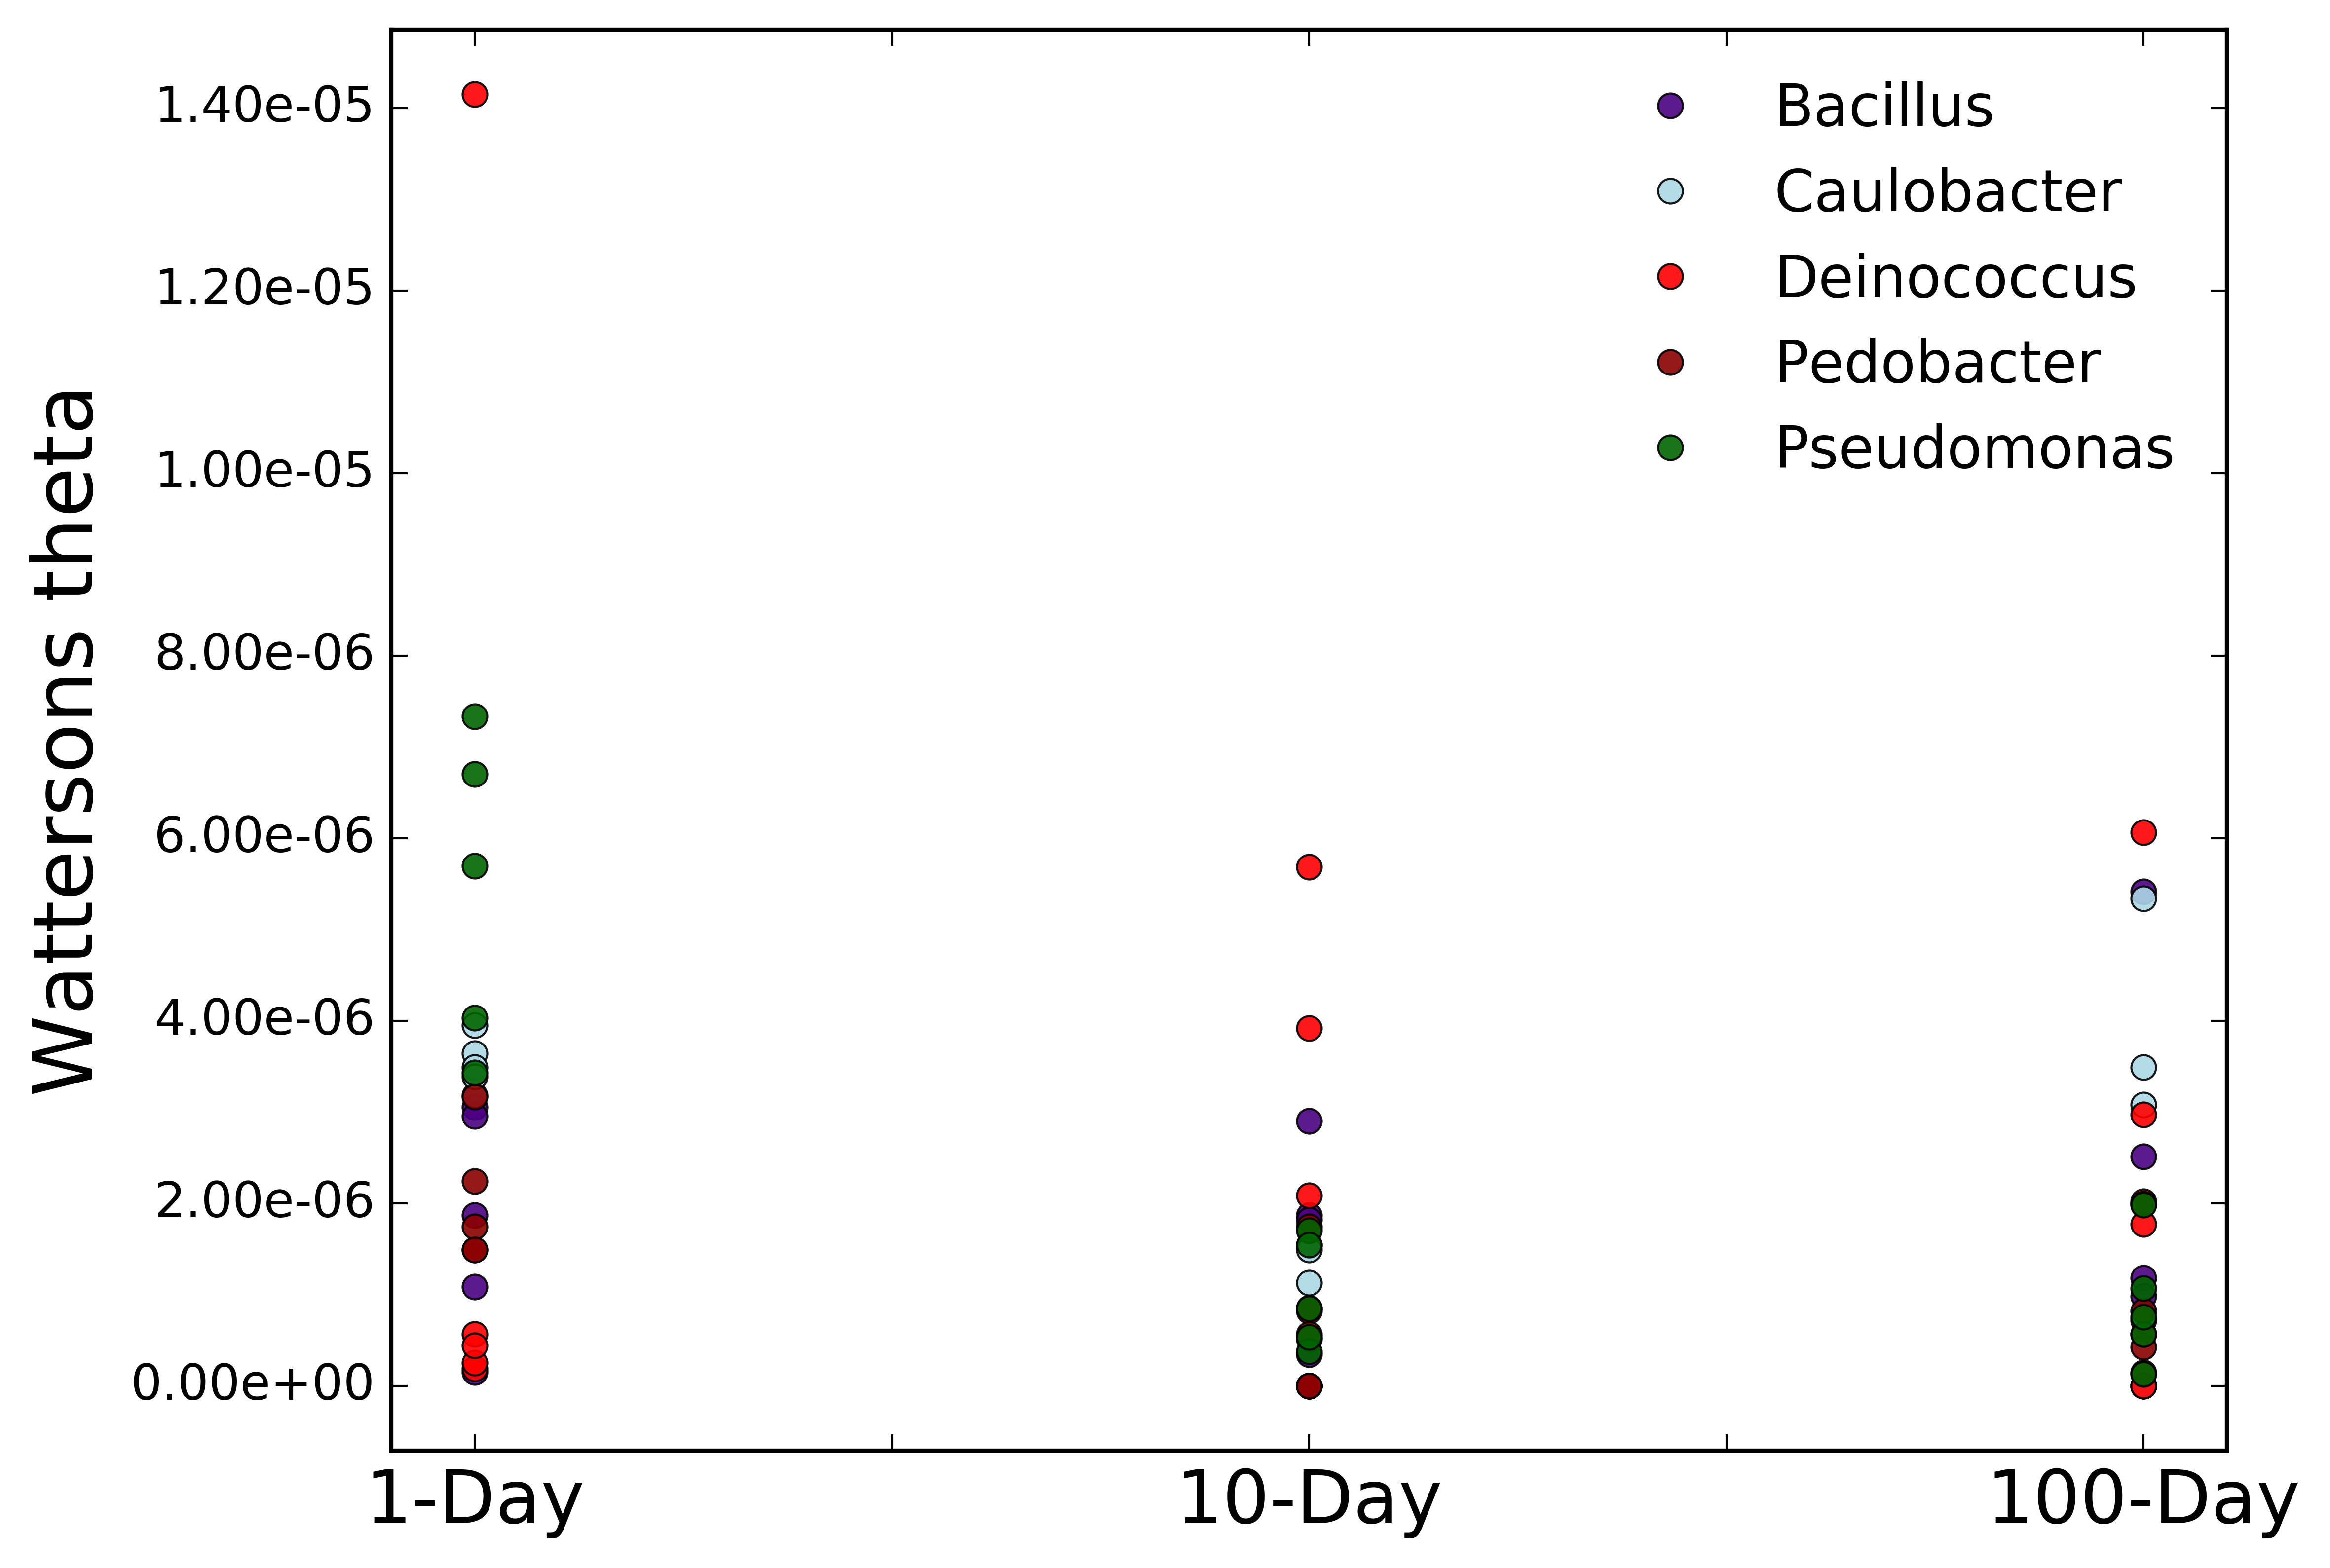 Wattersons theta
1.40e-05
1.20e-05
1.00e-05
8.00e-06
6.00e-06
4.00e-06
2.00e-06
0.00e+00
Bacillus
Caulobacter
Deinococcus
Pedobacter
Pseudomonas
1-Day
10-Day
100-Day